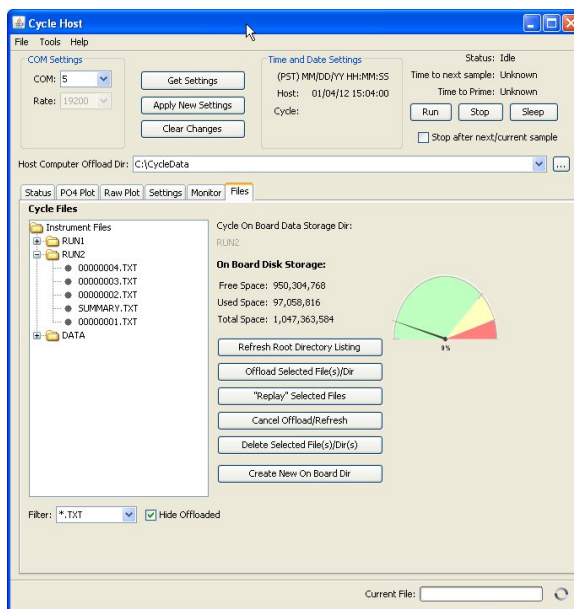 Cycle Host
File Tools Help
COM Settings
COM: 5
Rate: 19200
Get Settings
Apply New Settings
Clear Changes
Time and Date Settings
(PST) MM/DD/YY HH:MM:SS
Host: 01/04/12 15:04:00
Cycle:
Status: Idle
Time to next sample: Unknown
Time to Prime: Unknown
Run Stop Sleep
Stop after next/current sample
Host Computer Offload Dir: C:\CycleData
...
Status PO4 Plot Raw Plot Settings Monitor Files
Cycle Files
Instrument Files
RUN1
RUN2
00000004.TXT
00000003.TXT
00000002.TXT
SUMMARY.TXT
00000001.TXT
DATA
Filter: *.TXT
Hide Offloaded
Cycle On Board Data Storage Dir:
RUN2
On Board Disk Storage:
Free Space: 950,304,768
Used Space: 97,058,816
Total Space: 1,047,363,584
Refresh Root Directory Listing
Offload Selected File(s)/Dir
"Replay" Selected Files
Cancel Offload/Refresh
Delete Selected File(s)/Dir(s)
Create New On Board Dir
Current File: